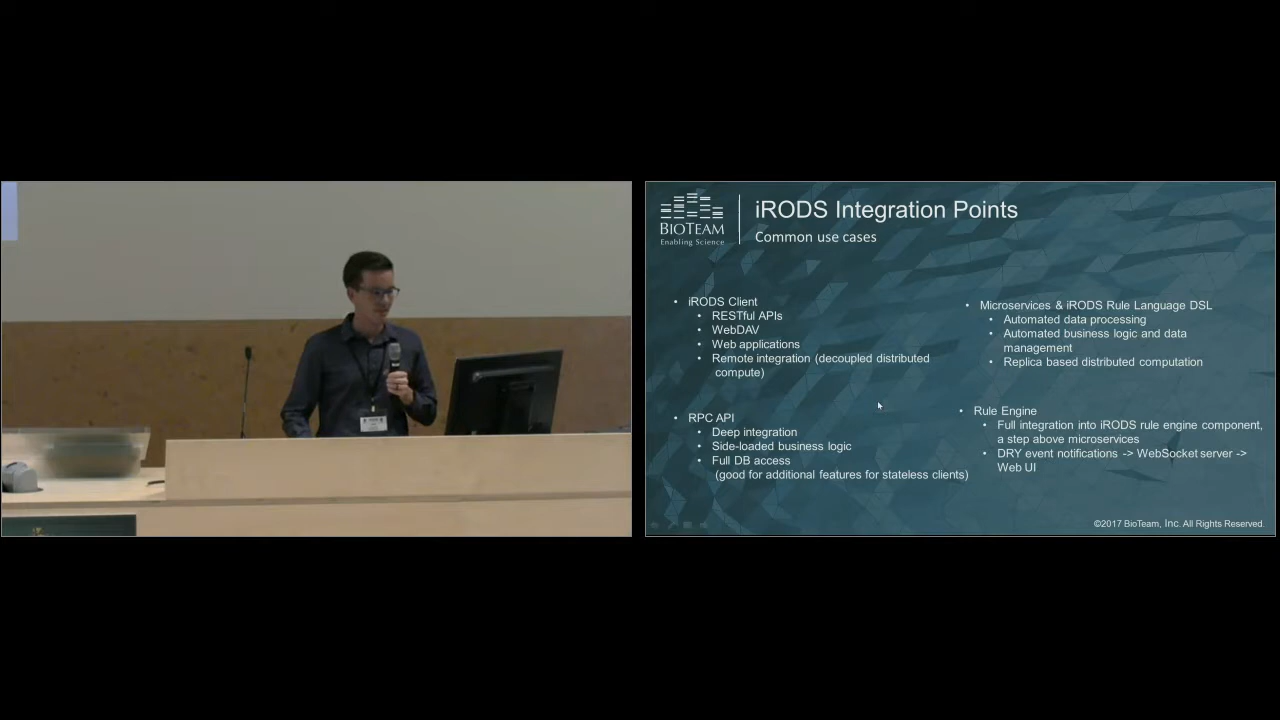 BIOTEAM
Enabling Science
iRODS Integration Points
Common use cases
• iRODS Client
• RESTful APIs
• WebDAV
• Web applications
• Remote integration (decoupled distributed
compute)
• RPC API
• Deep integration
• Side-loaded business logic
• Full DB access
(good for additional features for stateless clients)
• Microservices & iRODS Rule Language DSL
• Automated data processing
• Automated business logic and data
management
• Replica based distributed computation
• Rule Engine
• Full integration into iRODS rule engine component,
a step above microservices
• DRY event notifications -> WebSocket server ->
Web UI
©2017 BioTeam, Inc. All Rights Reserved.